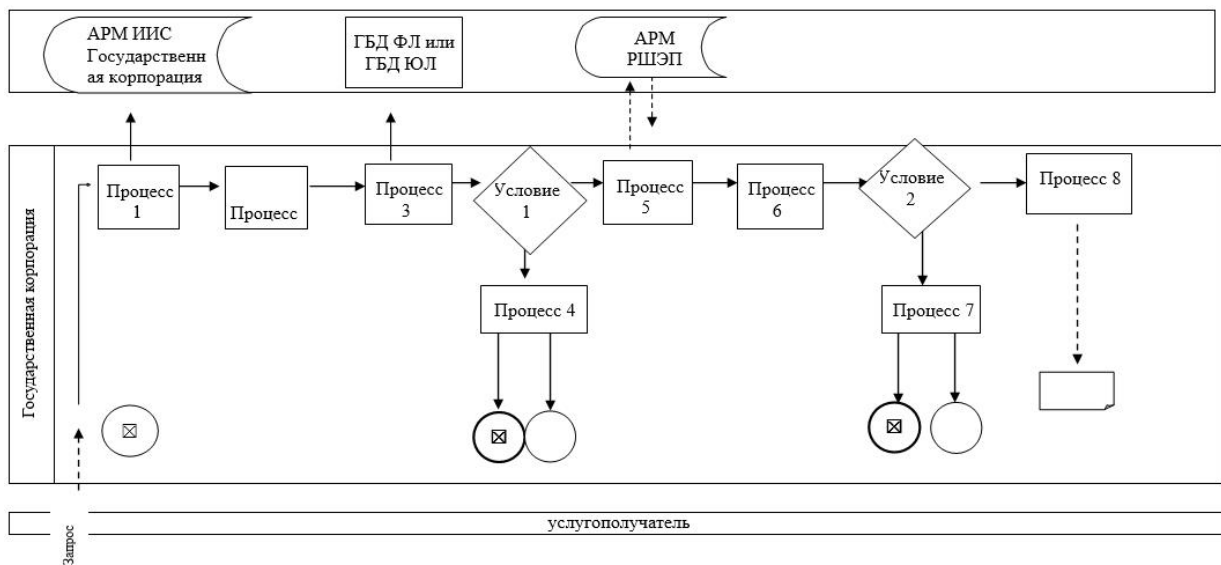 АРМ ИИС
Государственн
ая корпорация
ГБД ФЛ или
ГБД ЮЛ
АРМ
РШЭП
Государственная корпорация
Процесс
1
Процесс
Процесс
3
Условие
1
Процесс
5
Процесс
6
Условие
2
Процесс 8
Процесс 4
Процесс 7
услугополучатель
Запрос